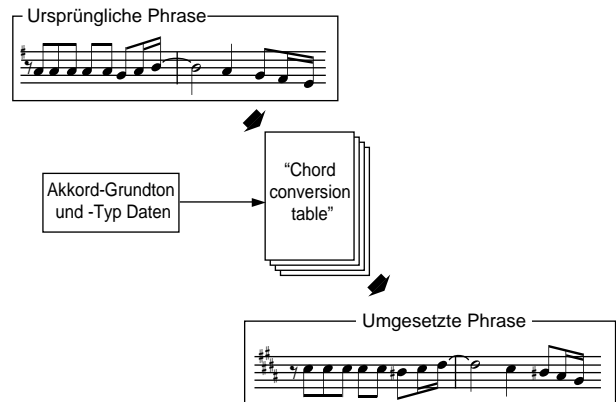 Ursprüngliche Phrase
“Chord
conversion
table”
Akkord-Grundton
und -Typ Daten
Umgesetzte Phrase